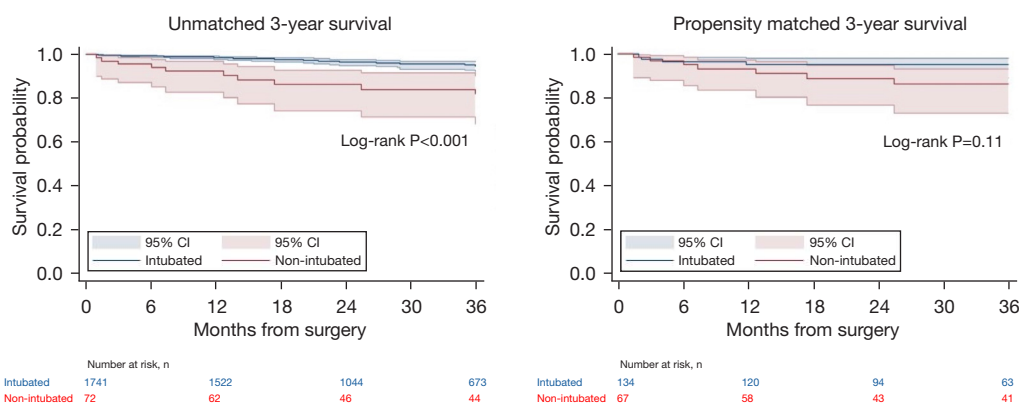 Unmatched 3-year survival
Survival probability
1.0
0.8
0.6
0.4
0.2
0.0
Log-rank P<0.001
95% CI 95% CI
Intubated Non-intubated
0 6 12 18 24 30 36
Months from surgery
Number at risk, n
Intubated 1741 1522 1044 673
Non-intubated 72 62 46 44
Propensity matched 3-year survival
Survival probability
1.0
0.8
0.6
0.4
0.2
0.0
Log-rank P=0.11
95% CI 95% CI
Intubated Non-intubated
0 6 12 18 24 30 36
Months from surgery
Number at risk, n
Intubated 134 120 94 63
Non-intubated 67 58 43 41